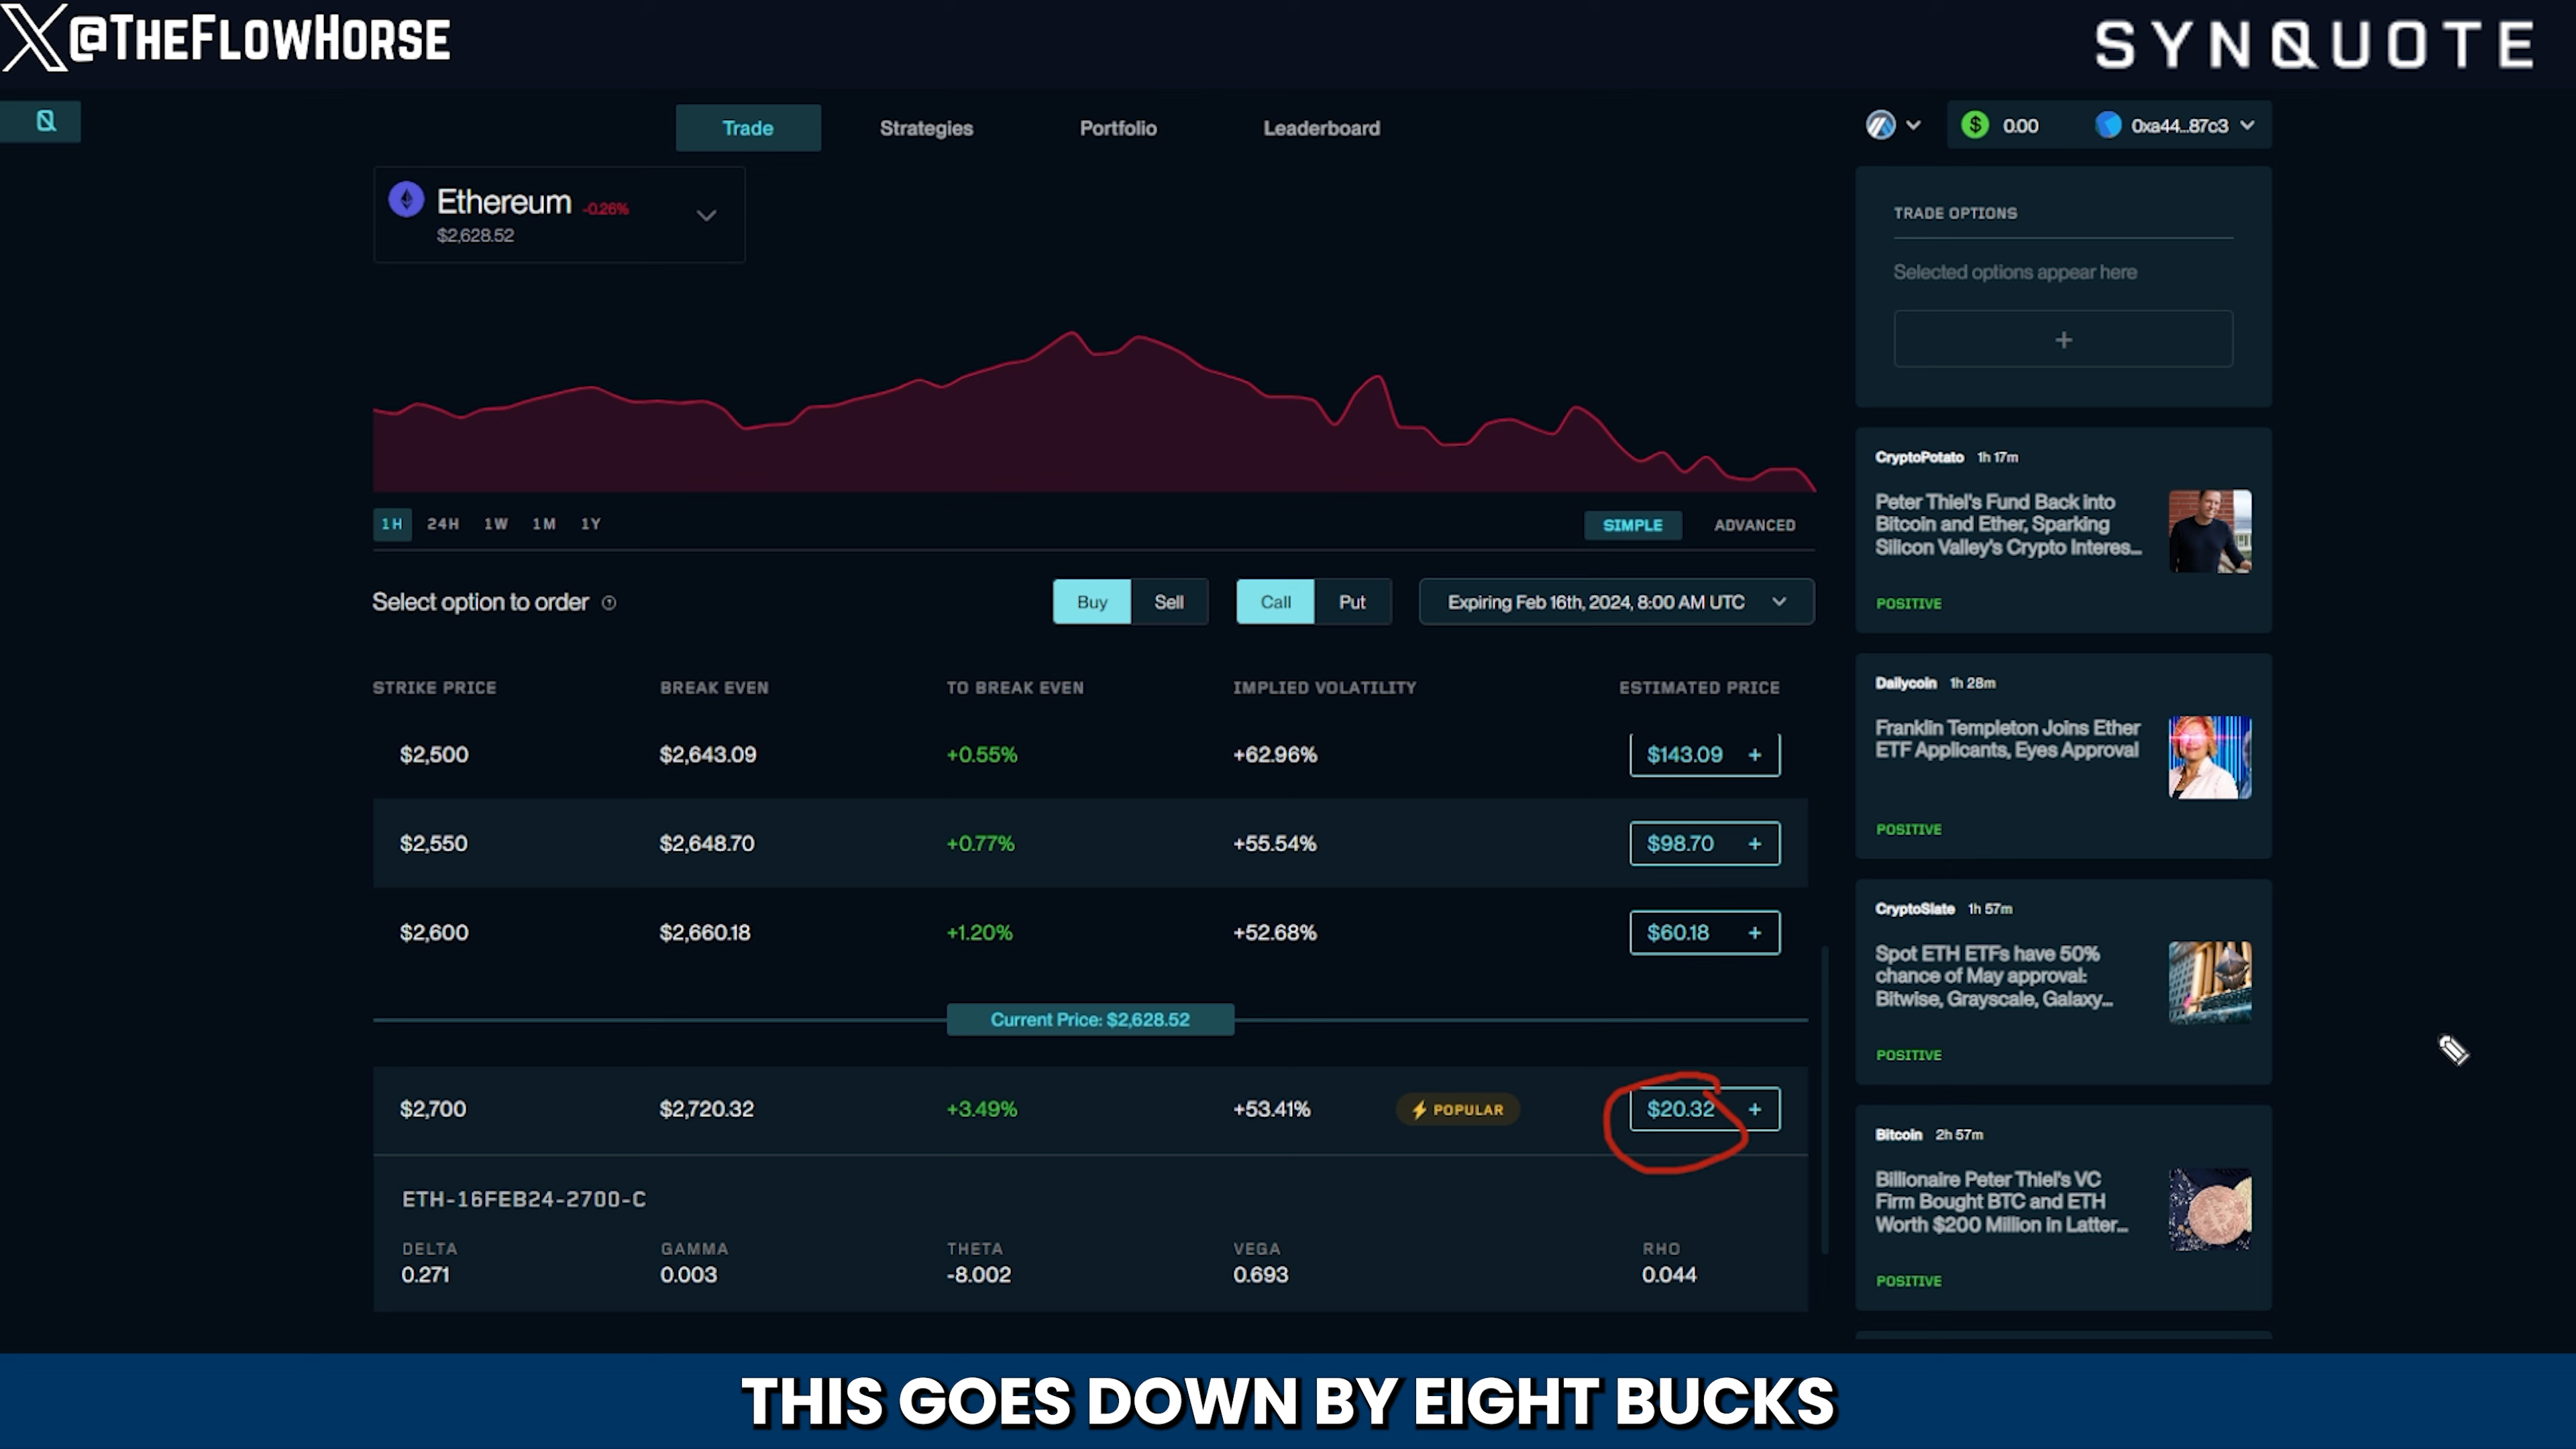 @TheFlowHorse
SYNQUOTE
Trade
Strategies
Portfolio
Leaderboard
0.00
0xa44...87c3
Ethereum -0.26%
$2,628.52
1H 24H 1W 1M 1Y
SIMPLE ADVANCED
Select option to order
Buy Sell
Call Put
Expiring Feb 16th, 2024, 8:00 AM UTC
STRIKE PRICE BREAK EVEN TO BREAK EVEN IMPLIED VOLATILITY ESTIMATED PRICE
$2,500 $2,643.09 +0.55% +62.96% $143.09 +
$2,550 $2,648.70 +0.77% +55.54% $98.70 +
$2,600 $2,660.18 +1.20% +52.68% $60.18 +
Current Price: $2,628.52
$2,700 $2,720.32 +3.49% +53.41% POPULAR $20.32 +
ETH-16FEB24-2700-C
DELTA GAMMA THETA VEGA RHO
0.271 0.003 -8.002 0.693 0.044
TRADE OPTIONS
Selected options appear here
+
CryptoPotato 1h 17m
Peter Thiel's Fund Back into
Bitcoin and Ether, Sparking
Silicon Valley's Crypto Interes...
POSITIVE
Dailycoin 1h 28m
Franklin Templeton Joins Ether
ETF Applicants, Eyes Approval
POSITIVE
CryptoSlate 1h 57m
Spot ETH ETFs have 50%
chance of May approval:
Bitwise, Grayscale, Galaxy...
POSITIVE
Bitcoin 2h 57m
Billionaire Peter Thiel's VC
Firm Bought BTC and ETH
Worth $200 Million in Latter...
POSITIVE
THIS GOES DOWN BY EIGHT BUCKS